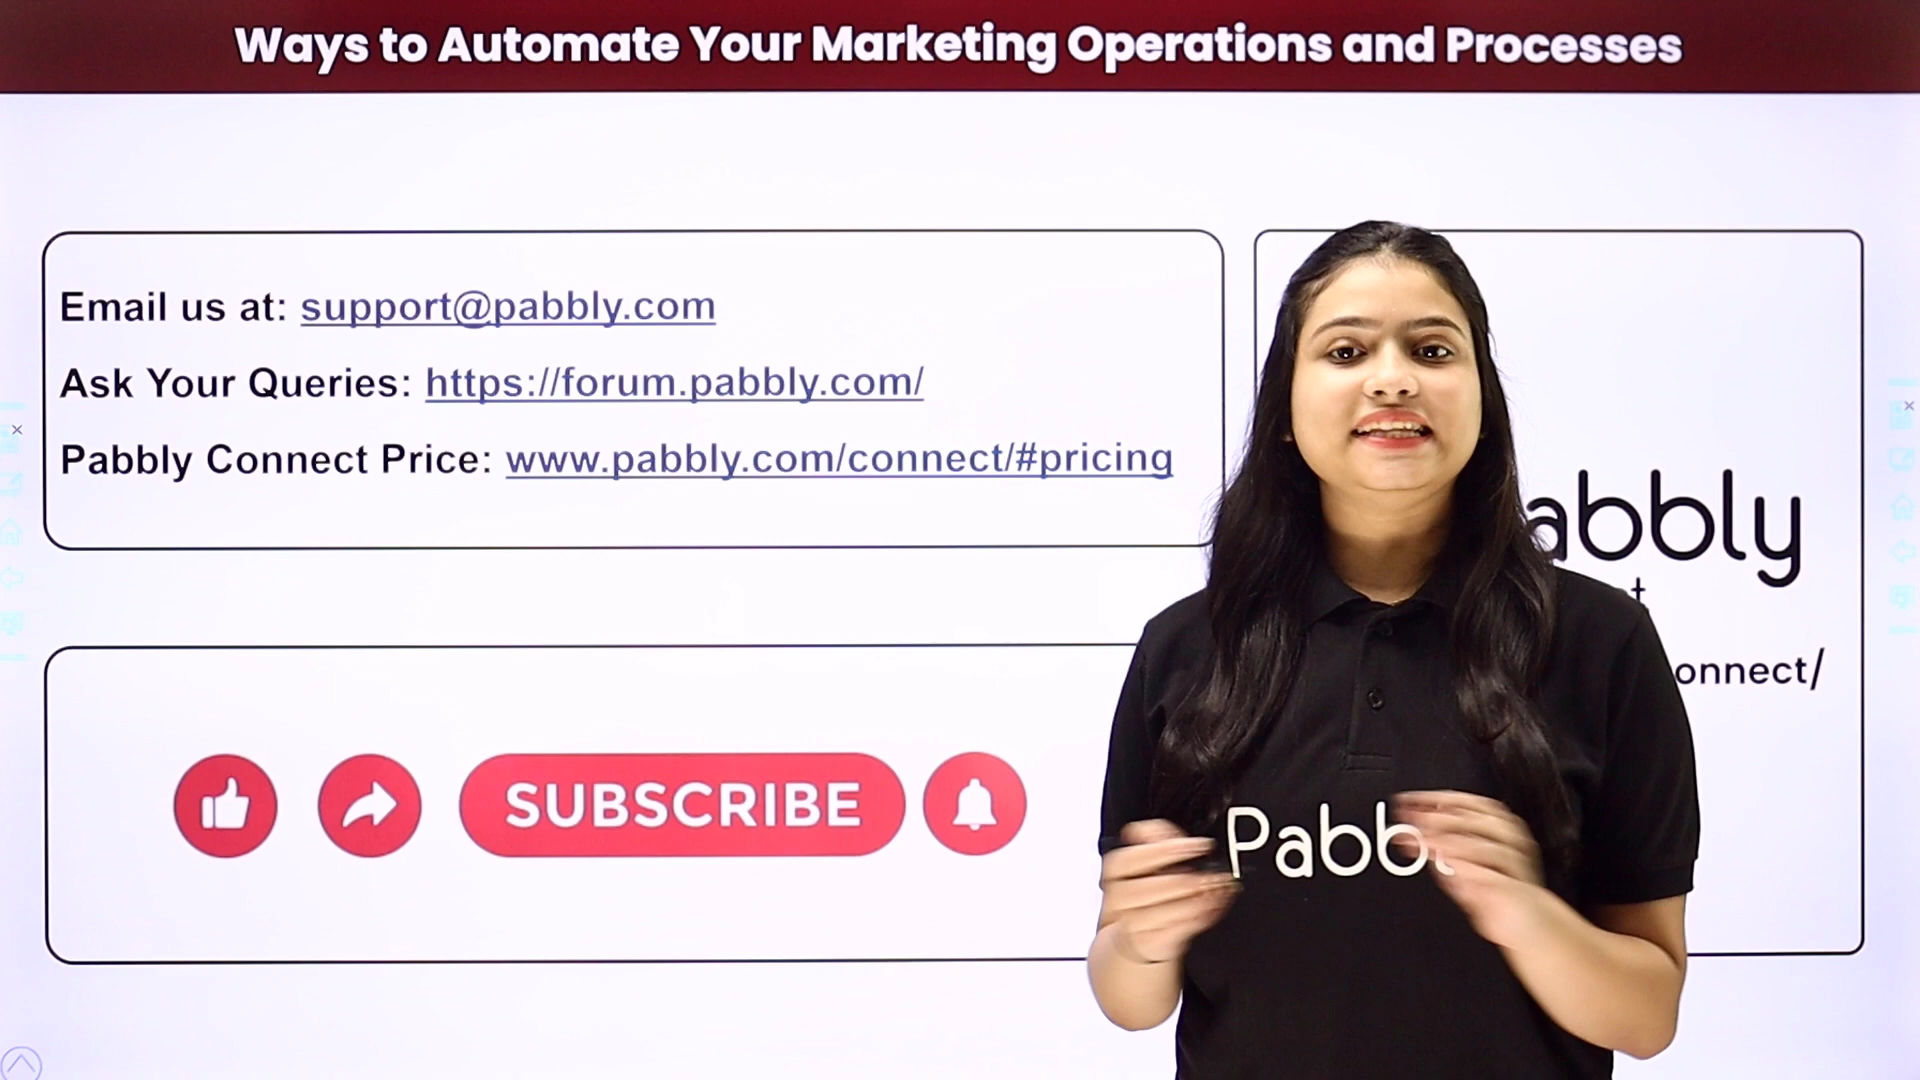 Ways to Automate Your Marketing Operations and Processes
Email us at: support@pabbly.com
Ask Your Queries: https://forum.pabbly.com/
Pabbly Connect Price: www.pabbly.com/connect/#pricing
abbly
t
onnect/
SUBSCRIBE
Pabb